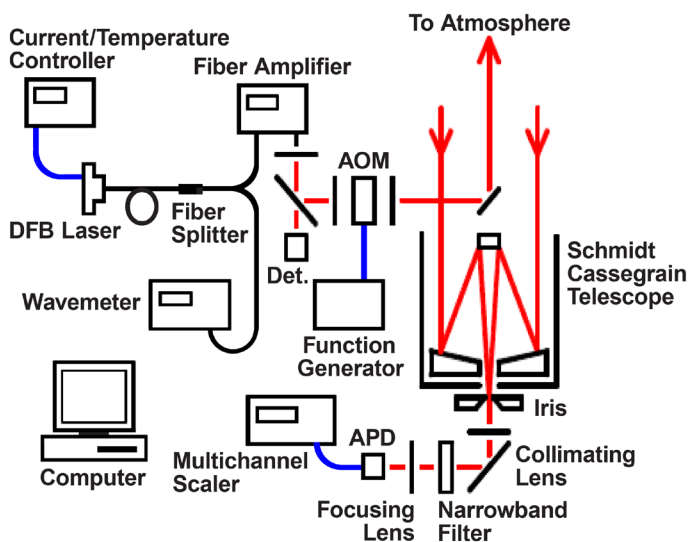 To Atmosphere
Current/Temperature
Controller
Fiber Amplifier
AOM
DFB Laser
Fiber
Splitter
Det.
Schmidt
Cassegrain
Telescope
Wavemeter
Function
Generator
Iris
Computer
Multichannel
Scaler
APD
Collimating
Lens
Focusing
Lens
Narrowband
Filter